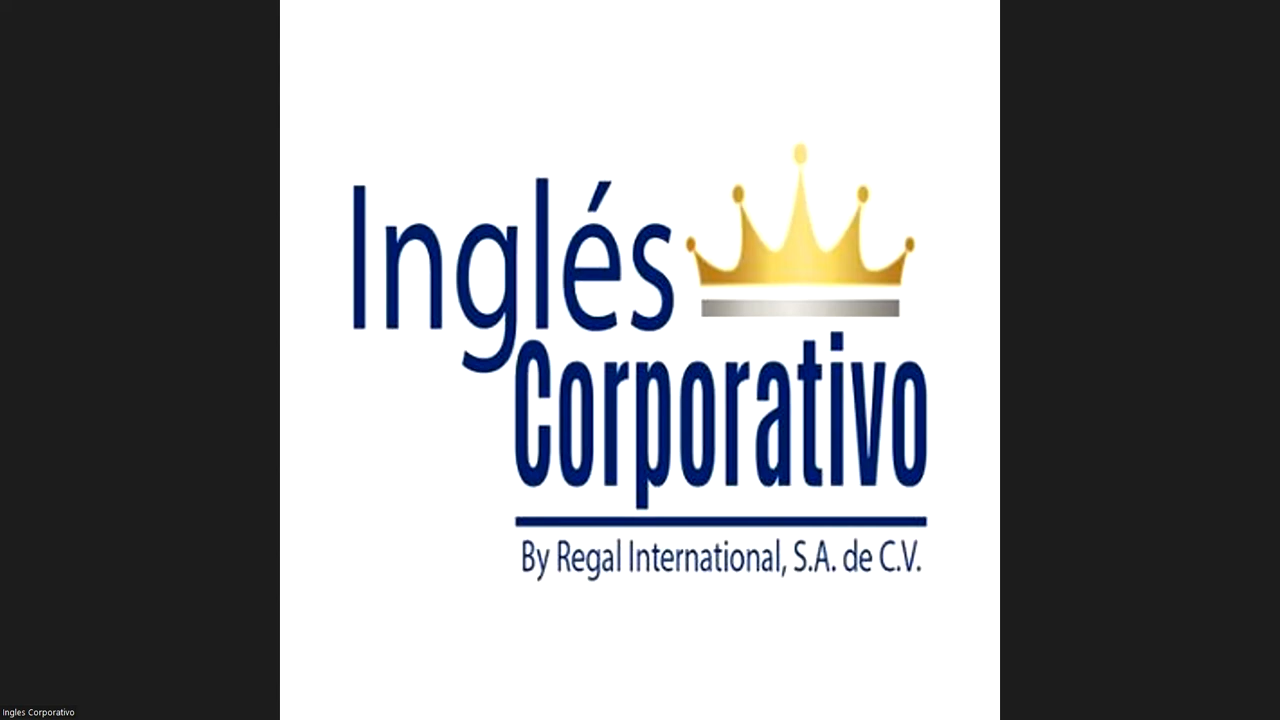 Inglés
Corporativo
By Regal International, S.A. de C.V.
Ingles Corporativo